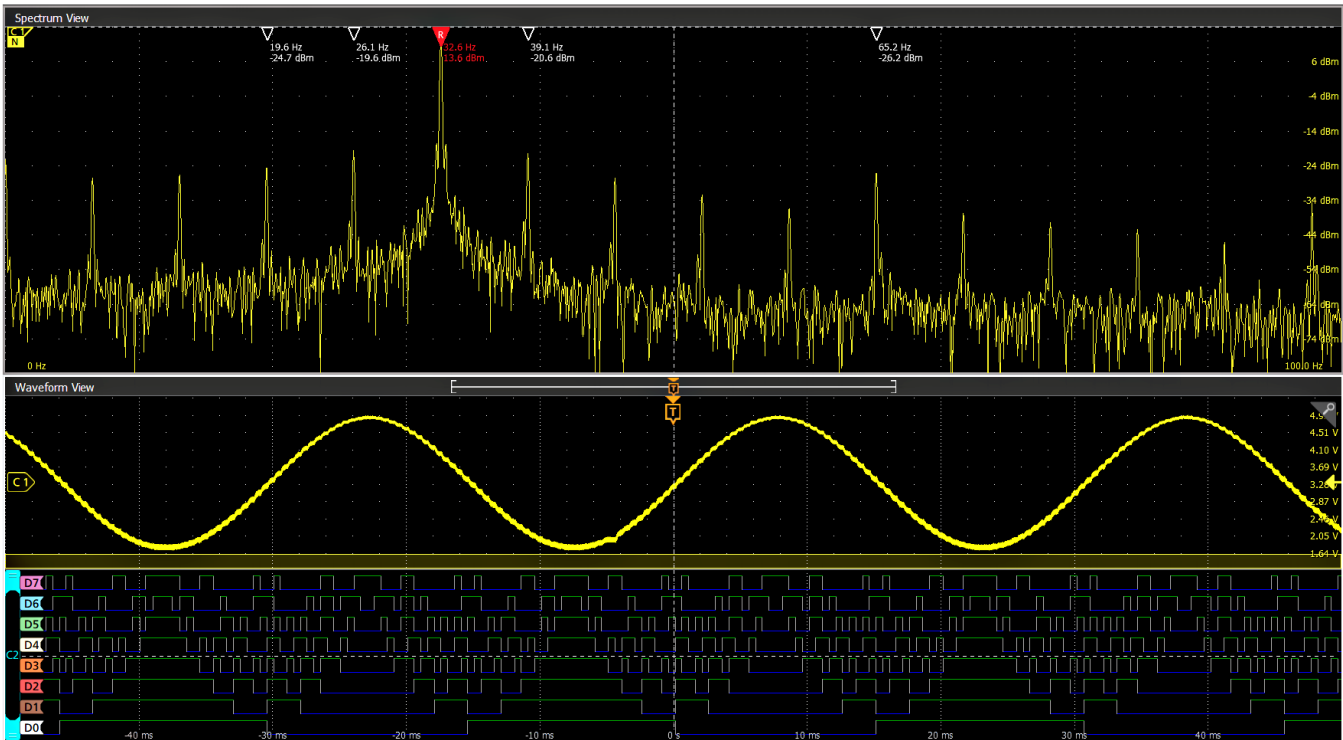 Spectrum View
C 1
N
R
19.6 Hz
-24.7 dBm
26.1 Hz
-19.6 dBm
32.6 Hz
13.6 dBm
39.1 Hz
-20.6 dBm
65.2 Hz
-26.2 dBm
6 dBm
-4 dBm
-14 dBm
-24 dBm
-34 dBm
-44 dBm
-54 dBm
-64 dBm
-74 dBm
0 Hz
100.0 Hz
Waveform View
T
T
C 1
4.51 V
4.10 V
3.69 V
2.87 V
2.05 V
1.64 V
D7
D6
D5
D4
C2
D3
D2
D1
D0
-40 ms
-30 ms
-20 ms
-10 ms
0 s
10 ms
20 ms
30 ms
40 ms